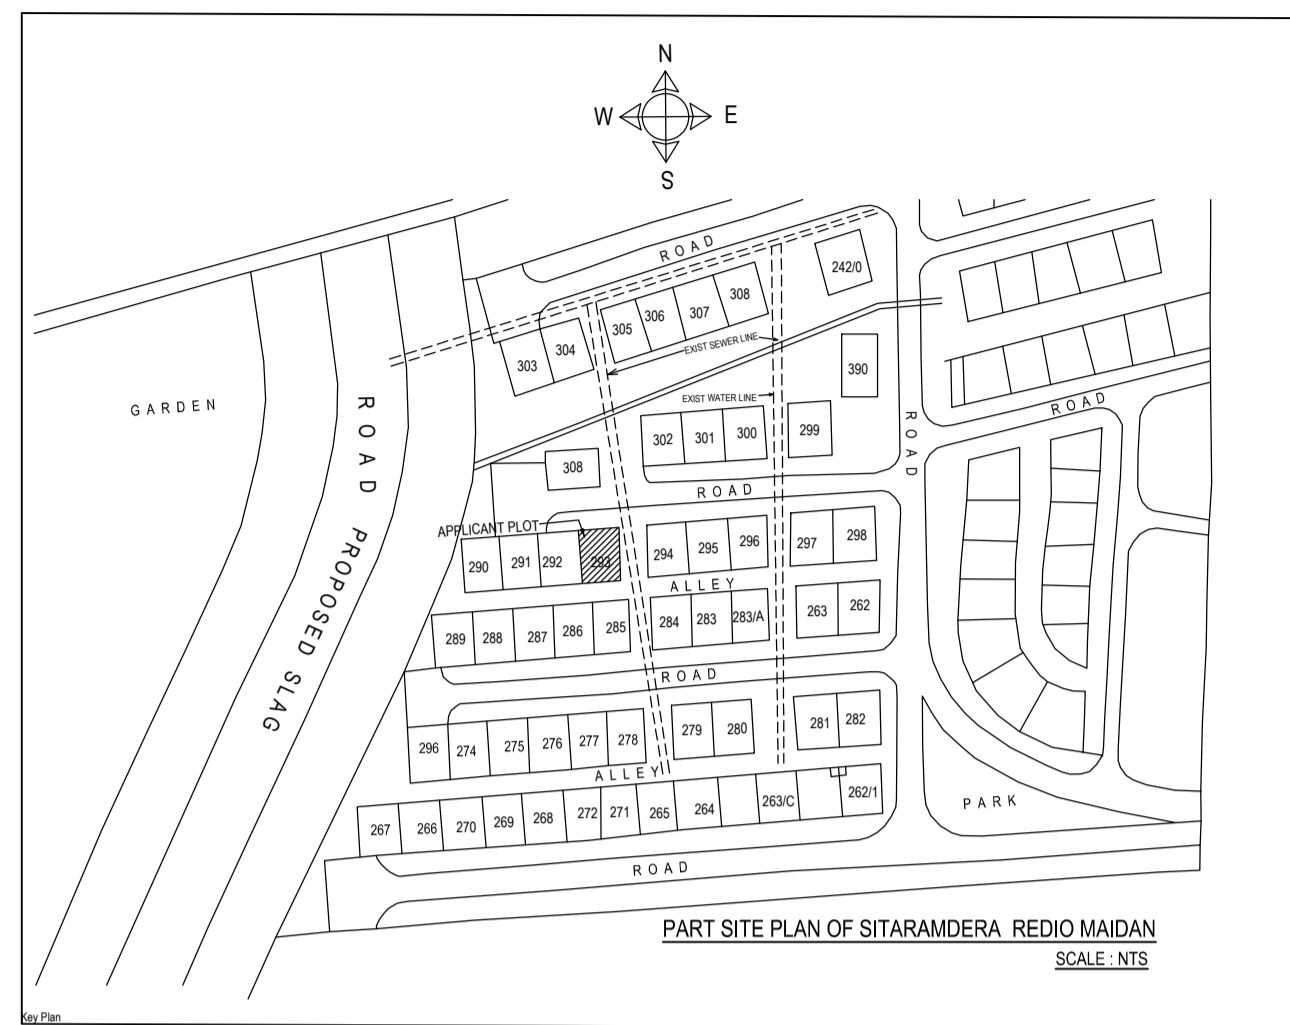 N
W E
S
ROAD
242/0
308
307
306
305
304
303
EXIST SEWER LINE
390
EXIST WATER LINE
GARDEN
ROAD PROPOSED SLAG
ROAD
ROAD
302 301 300 299
308
ROAD
APPLICANT PLOT
290 291 292 293 294 295 296 297 298
ALLEY
289 288 287 286 285 284 283 283/A 263 262
ROAD
296 274 275 276 277 278 279 280 281 282
ALLEY
267 266 270 269 268 272 271 265 264 263/C 262/1
PARK
ROAD
PART SITE PLAN OF SITARAMDERA REDIO MAIDAN
SCALE : NTS
Key Plan